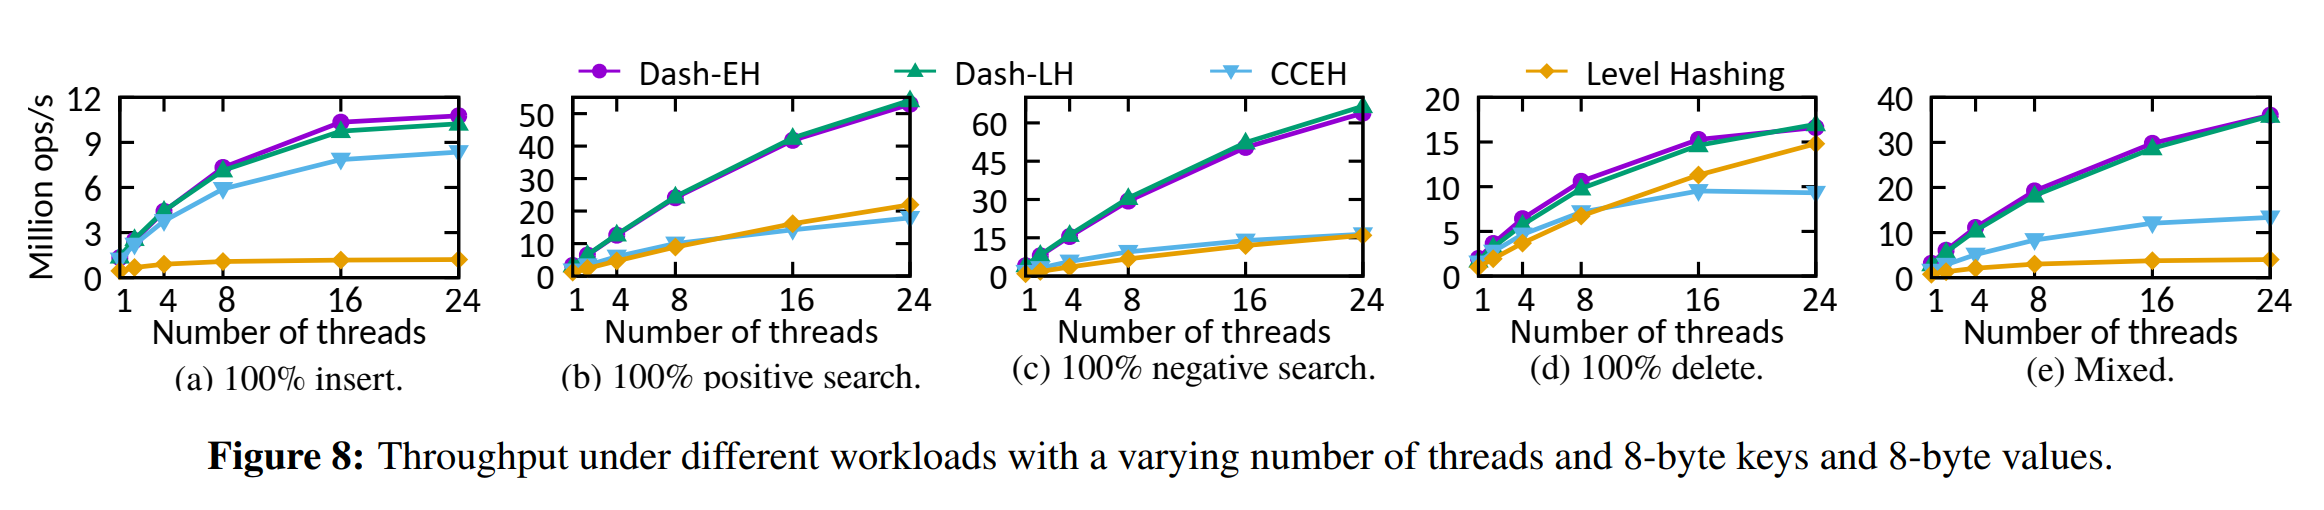 Dash-EH Dash-LH CCEH Level Hashing
Million ops/s
12
9
6
3
0
1 4 8 16 24
Number of threads
(a) 100% insert.
50
40
30
20
10
0
1 4 8 16 24
Number of threads
(b) 100% positive search.
60
45
30
15
0
1 4 8 16 24
Number of threads
(c) 100% negative search.
20
15
10
5
0
1 4 8 16 24
Number of threads
(d) 100% delete.
40
30
20
10
0
1 4 8 16 24
Number of threads
(e) Mixed.
Figure 8: Throughput under different workloads with a varying number of threads and 8-byte keys and 8-byte values.